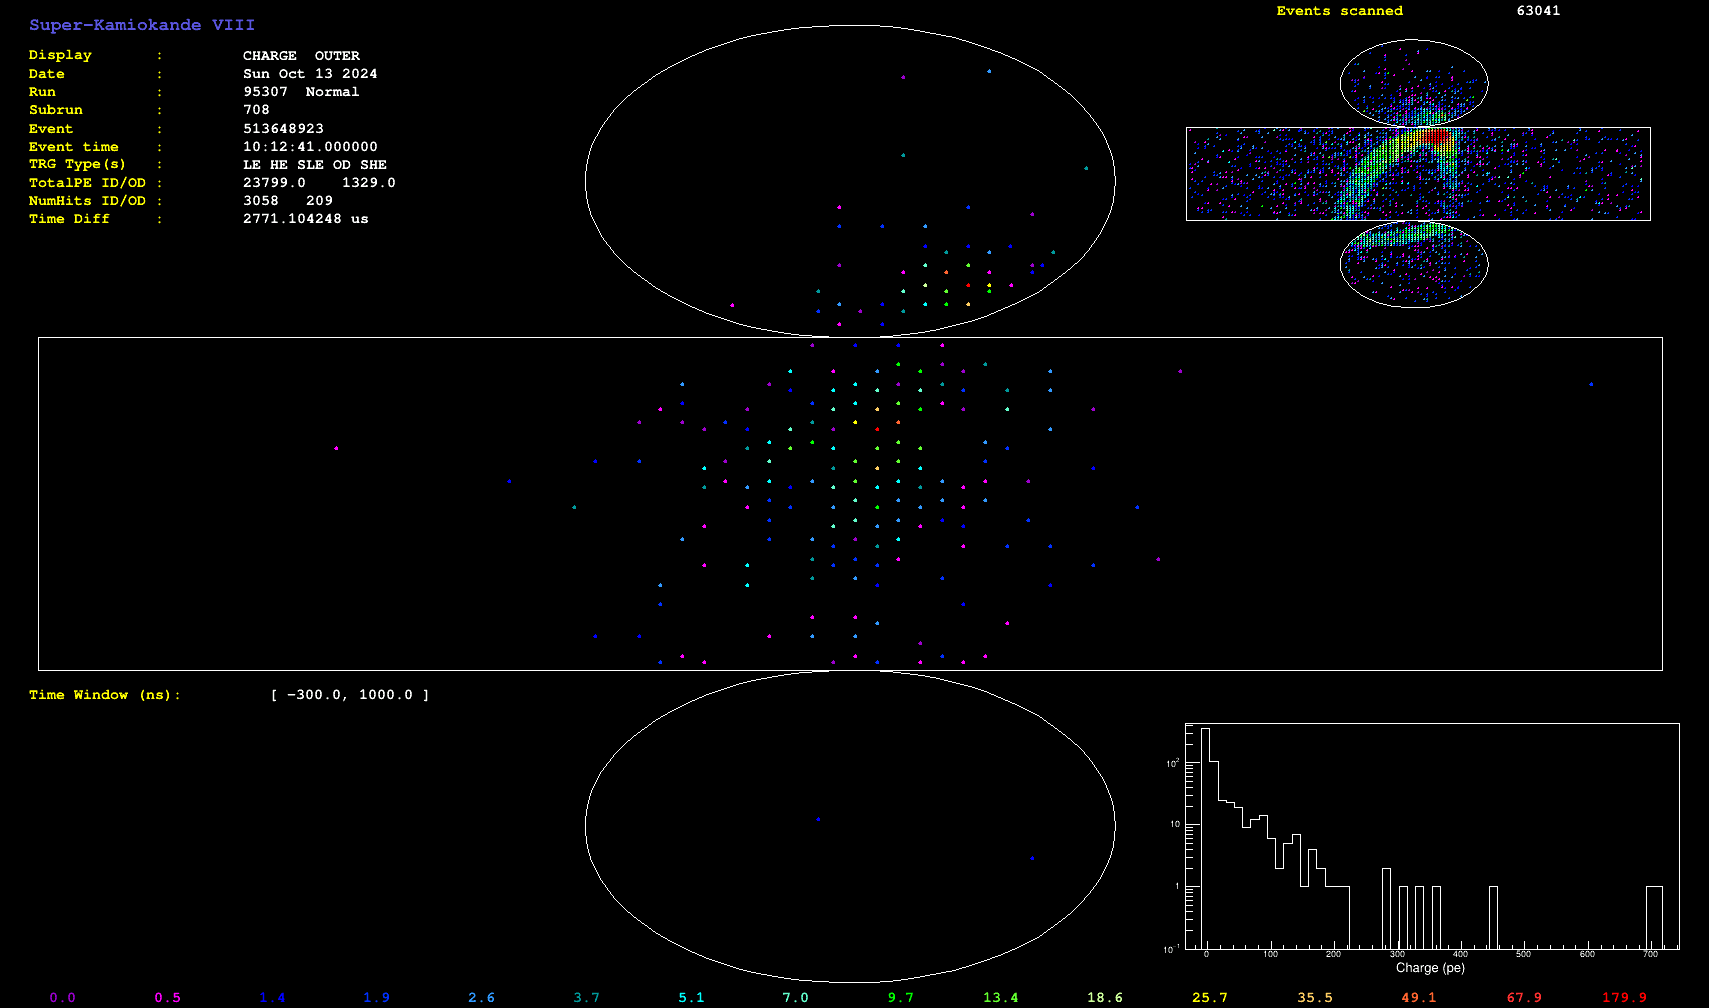 Super-Kamiokande VIII
Events scanned 63041
Display : CHARGE OUTER
Date : Sun Oct 13 2024
Run : 95307 Normal
Subrun : 708
Event : 513648923
Event time : 10:12:41.000000
TRG Type(s) : LE HE SLE OD SHE
TotalPE ID/OD : 23799.0 1329.0
NumHits ID/OD : 3058 209
Time Diff : 2771.104248 us
Time Window (ns): [ -300.0, 1000.0 ]
10²
10
1
10⁻¹
0 100 200 300 400 500 600 700
Charge (pe)
0.0 0.5 1.4 1.9 2.6 3.7 5.1 7.0 9.7 13.4 18.6 25.7 35.5 49.1 67.9 179.9